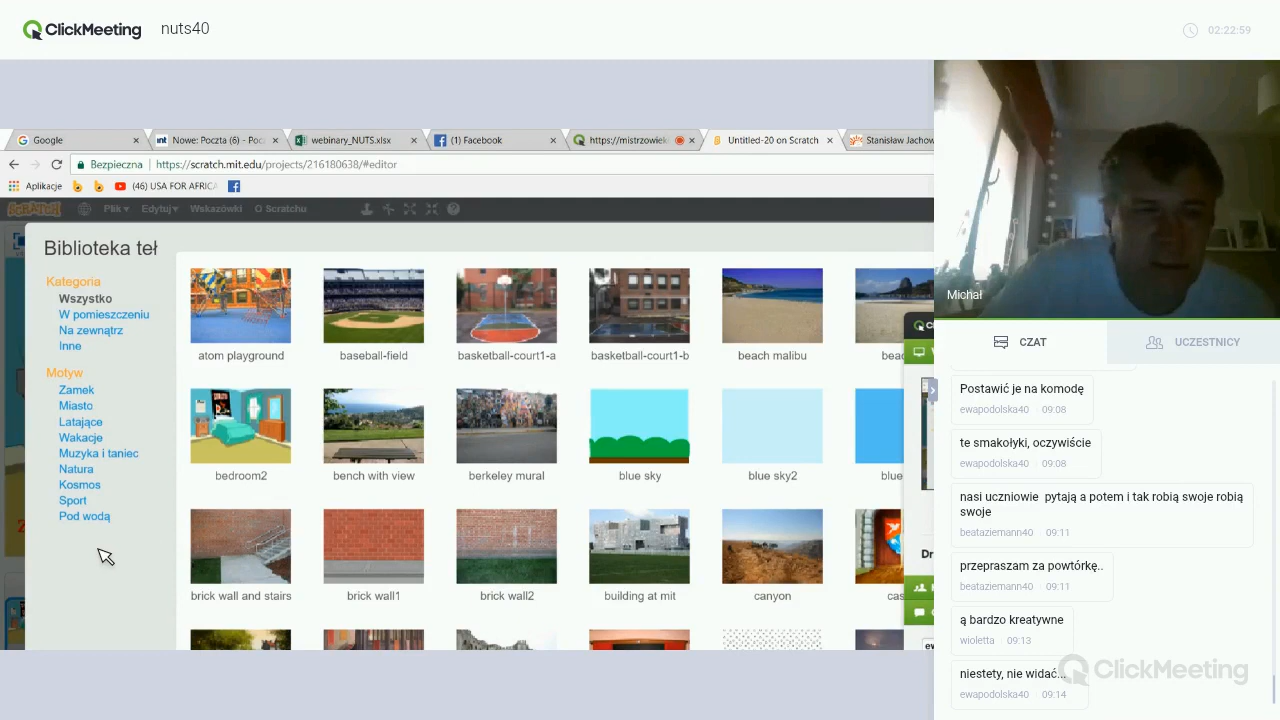 ClickMeeting nuts40
02:22:59
Google
Nowe: Poczta (6) - Poc
webinary_NUTS.xlsx
(1) Facebook
https://mistrzowiek
Untitled-20 on Scratch
Stanisław Jachow
Bezpieczna https://scratch.mit.edu/projects/216180638/#editor
Aplikacje
(46) USA FOR AFRICA
SCRATCH Plik Edytuj Wskazówki O Scratchu
Biblioteka teł
Kategoria
Wszystko
W pomieszczeniu
Na zewnątrz
Inne
Motyw
Zamek
Miasto
Latające
Wakacje
Muzyka i taniec
Natura
Kosmos
Sport
Pod wodą
atom playground
baseball-field
basketball-court1-a
basketball-court1-b
beach malibu
beac
bedroom2
bench with view
berkeley mural
blue sky
blue sky2
blue
brick wall and stairs
brick wall1
brick wall2
building at mit
canyon
cas
Michał
CZAT
UCZESTNICY
Postawić je na komodę
ewapodolska40 09:08
te smakołyki, oczywiście
ewapodolska40 09:08
nasi uczniowie pytają a potem i tak robią swoje robią
swoje
beataziemann40 09:11
przepraszam za powtórkę..
beataziemann40 09:11
ą bardzo kreatywne
wioletta 09:13
niestety, nie widać...
ewapodolska40 09:14
ClickMeeting